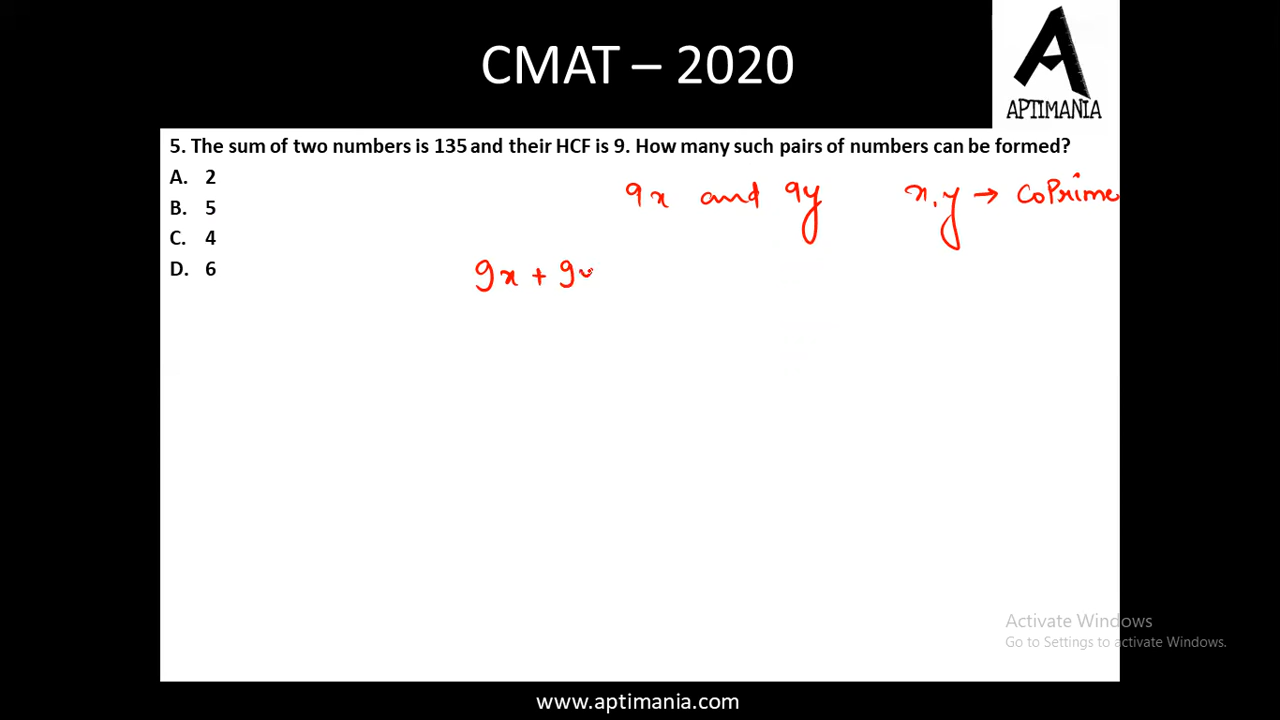 CMAT – 2020
A
APTIMANIA
5. The sum of two numbers is 135 and their HCF is 9. How many such pairs of numbers can be formed?
A. 2
9x and 9y x, y → CoPrime
B. 5
C. 4
D. 6
9x + 9y
Activate Windows
Go to Settings to activate Windows.
www.aptimania.com